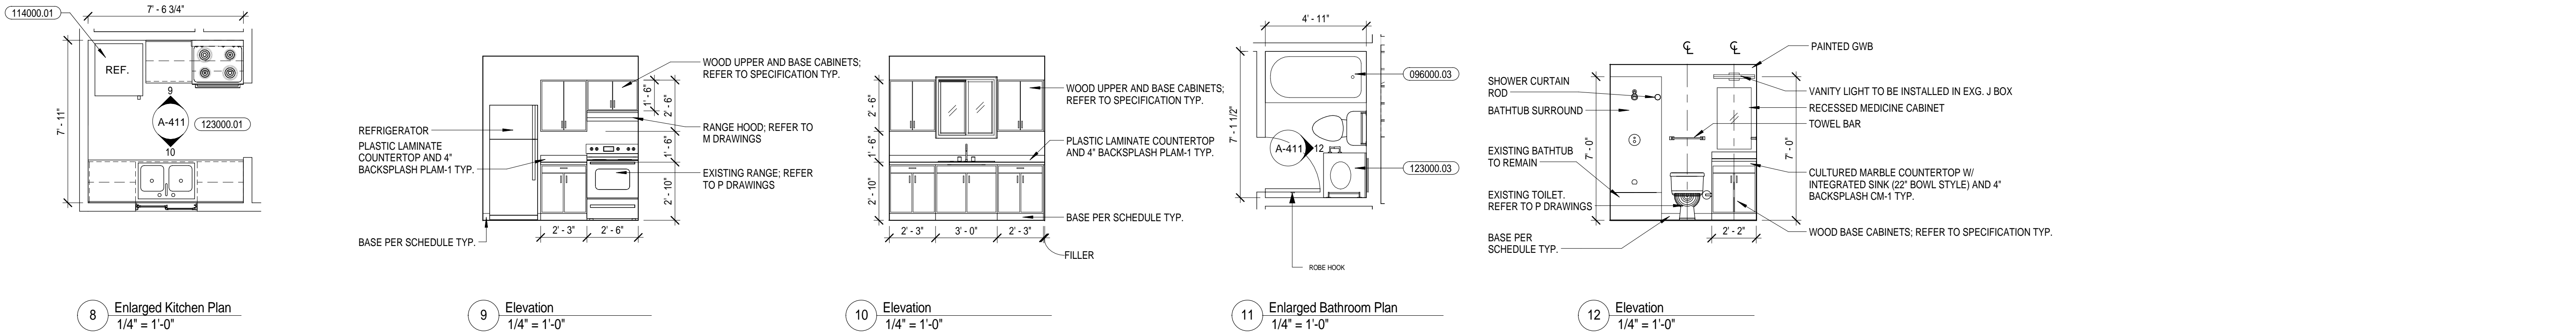 114000.01
7' - 6 3/4"
REF.
7' - 11"
9
A-411
10
123000.01
8
Enlarged Kitchen Plan
1/4" = 1'-0"
WOOD UPPER AND BASE CABINETS;
REFER TO SPECIFICATION TYP.
1' - 6"
2' - 6"
REFRIGERATOR
RANGE HOOD; REFER TO
M DRAWINGS
PLASTIC LAMINATE
COUNTERTOP AND 4"
BACKSPLASH PLAM-1 TYP.
1' - 6"
EXISTING RANGE; REFER
TO P DRAWINGS
2' - 10"
BASE PER SCHEDULE TYP.
2' - 3"
2' - 6"
9
Elevation
1/4" = 1'-0"
2' - 6"
WOOD UPPER AND BASE CABINETS;
REFER TO SPECIFICATION TYP.
1' - 6"
PLASTIC LAMINATE COUNTERTOP
AND 4" BACKSPLASH PLAM-1 TYP.
2' - 10"
BASE PER SCHEDULE TYP.
2' - 3"
3' - 0"
2' - 3"
FILLER
10
Elevation
1/4" = 1'-0"
4' - 11"
096000.03
7' - 1 1/2"
A-411
12
123000.03
ROBE HOOK
11
Enlarged Bathroom Plan
1/4" = 1'-0"
CL
CL
PAINTED GWB
SHOWER CURTAIN
ROD
BATHTUB SURROUND
VANITY LIGHT TO BE INSTALLED IN EXG. J BOX
RECESSED MEDICINE CABINET
TOWEL BAR
7' - 0"
7' - 0"
EXISTING BATHTUB
TO REMAIN
CULTURED MARBLE COUNTERTOP W/
INTEGRATED SINK (22" BOWL STYLE) AND 4"
BACKSPLASH CM-1 TYP.
EXISTING TOILET.
REFER TO P DRAWINGS
WOOD BASE CABINETS; REFER TO SPECIFICATION TYP.
BASE PER
SCHEDULE TYP.
2' - 2"
12
Elevation
1/4" = 1'-0"